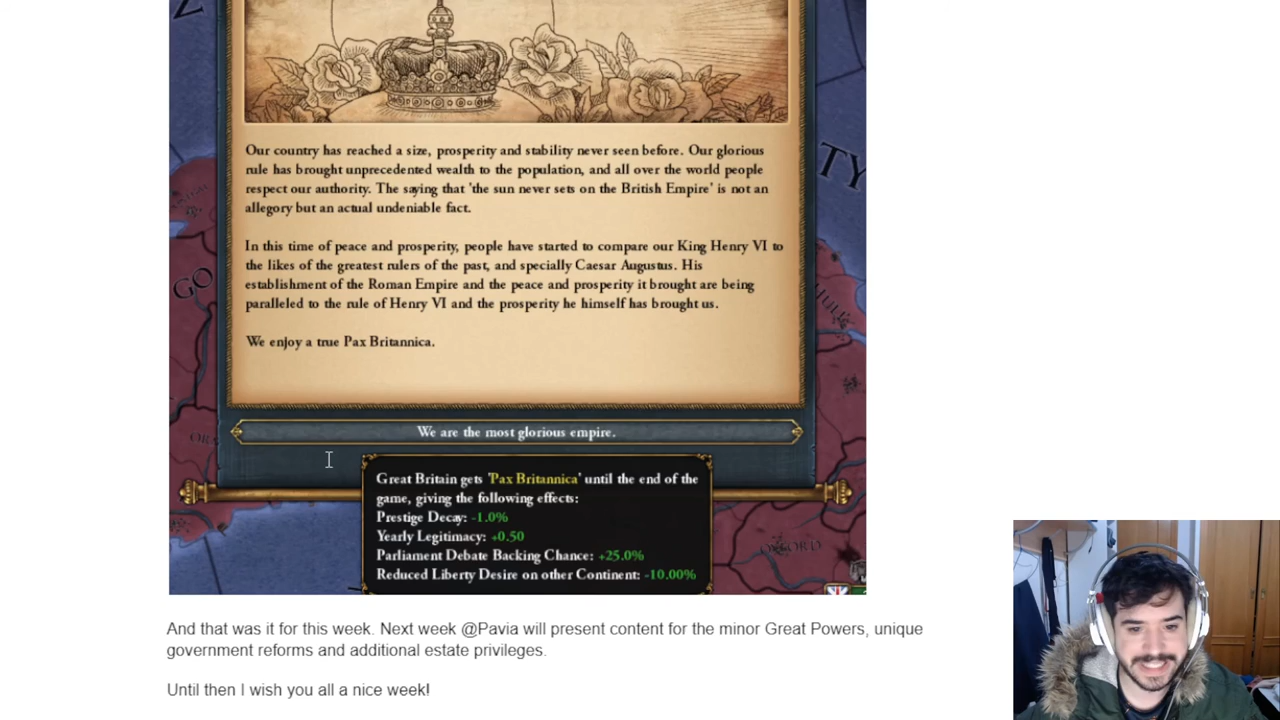 Our country has reached a size, prosperity and stability never seen before. Our glorious
rule has brought unprecedented wealth to the population, and all over the world people
respect our authority. The saying that 'the sun never sets on the British Empire' is not an
allegory but an actual undeniable fact.
In this time of peace and prosperity, people have started to compare our King Henry VI to
the likes of the greatest rulers of the past, and specially Caesar Augustus. His
establishment of the Roman Empire and the peace and prosperity it brought are being
paralleled to the rule of Henry VI and the prosperity he himself has brought us.
We enjoy a true Pax Britannica.
We are the most glorious empire.
Great Britain gets 'Pax Britannica' until the end of the
game, giving the following effects:
Prestige Decay: -1.0%
Yearly Legitimacy: +0.50
Parliament Debate Backing Chance: +25.0%
Reduced Liberty Desire on other Continent: -10.00%
TY
GO
OXFORD
And that was it for this week. Next week @Pavia will present content for the minor Great Powers, unique
government reforms and additional estate privileges.
Until then I wish you all a nice week!